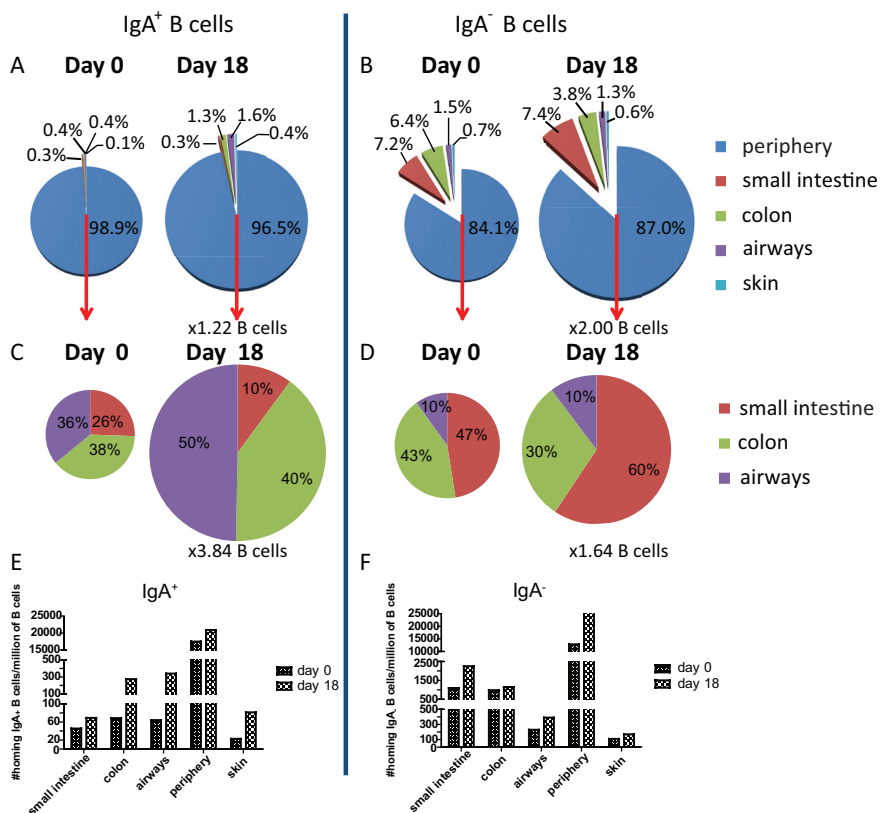 IgA+ B cells
IgA- B cells
A
Day 0
Day 18
0.4%
0.4%
0.3%
0.1%
98.9%
1.3%
1.6%
0.3%
0.4%
96.5%
x1.22 B cells
B
Day 0
Day 18
6.4%
1.5%
7.2%
0.7%
84.1%
3.8%
1.3%
7.4%
0.6%
87.0%
x2.00 B cells
periphery
small intestine
colon
airways
skin
C
Day 0
Day 18
36%
26%
38%
10%
50%
40%
x3.84 B cells
D
Day 0
Day 18
10%
47%
43%
10%
30%
60%
x1.64 B cells
small intestine
colon
airways
E
IgA+
#homing IgA+ B cells/million of B cells
25000
20000
15000
10000
500
300
100
100
60
20
day 0
day 18
small intestine
colon
airways
periphery
skin
F
IgA-
#homing IgA- B cells/million of B cells
25000
20000
15000
10000
2500
1500
500
500
400
300
200
100
day 0
day 18
small intestine
colon
airways
periphery
skin